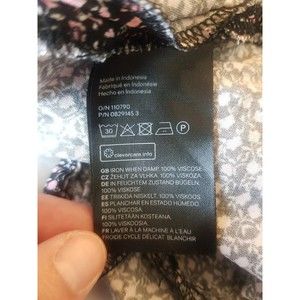 Made in Indonesia
Fabriqué en Indonésie
Hecho en Indonesia
G/N 110790
P/N 0829145.3
30 P
clevercare.info
GB IRON WHEN DAMP. 100% VISCOSE
CZ ŽEHLIT ZA VLHKA. 100% VISKÓZA
DE IN FEUCHTEM ZUSTAND BÜGELN.
100% VISKOSE
EE TRIIKIDA NISKELT. 100% VISKOOS
ES PLANCHAR EN ESTADO HÚMEDO.
100% VISCOSA
FI SILITETÄÄN KOSTEANA.
100% VISKOOSI
FR LAVER À LA MACHINE À L'EAU
FROIDE CYCLE DÉLICAT. BLANCHIR